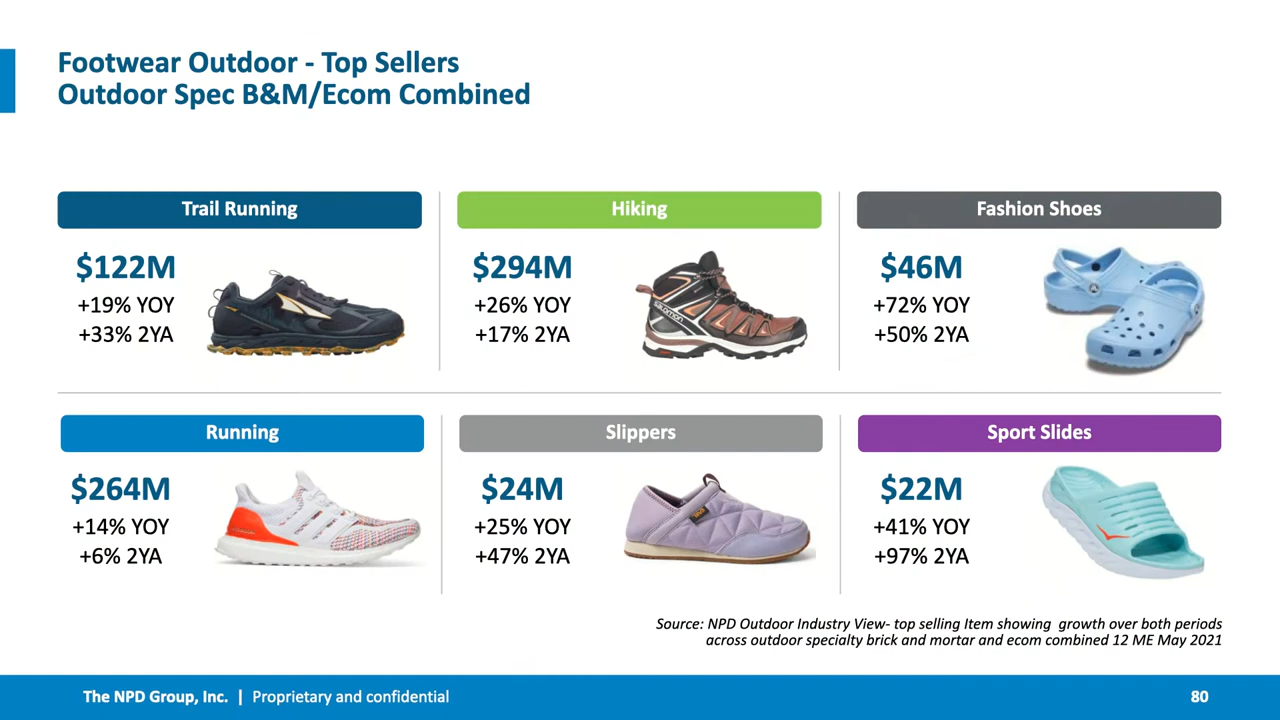 Footwear Outdoor - Top Sellers
Outdoor Spec B&M/Ecom Combined
Trail Running
$122M
+19% YOY
+33% 2YA
Hiking
$294M
+26% YOY
+17% 2YA
salomon
Fashion Shoes
$46M
+72% YOY
+50% 2YA
Running
$264M
+14% YOY
+6% 2YA
Slippers
$24M
+25% YOY
+47% 2YA
Sport Slides
$22M
+41% YOY
+97% 2YA
Source: NPD Outdoor Industry View- top selling Item showing growth over both periods
across outdoor specialty brick and mortar and ecom combined 12 ME May 2021
The NPD Group, Inc. | Proprietary and confidential
80